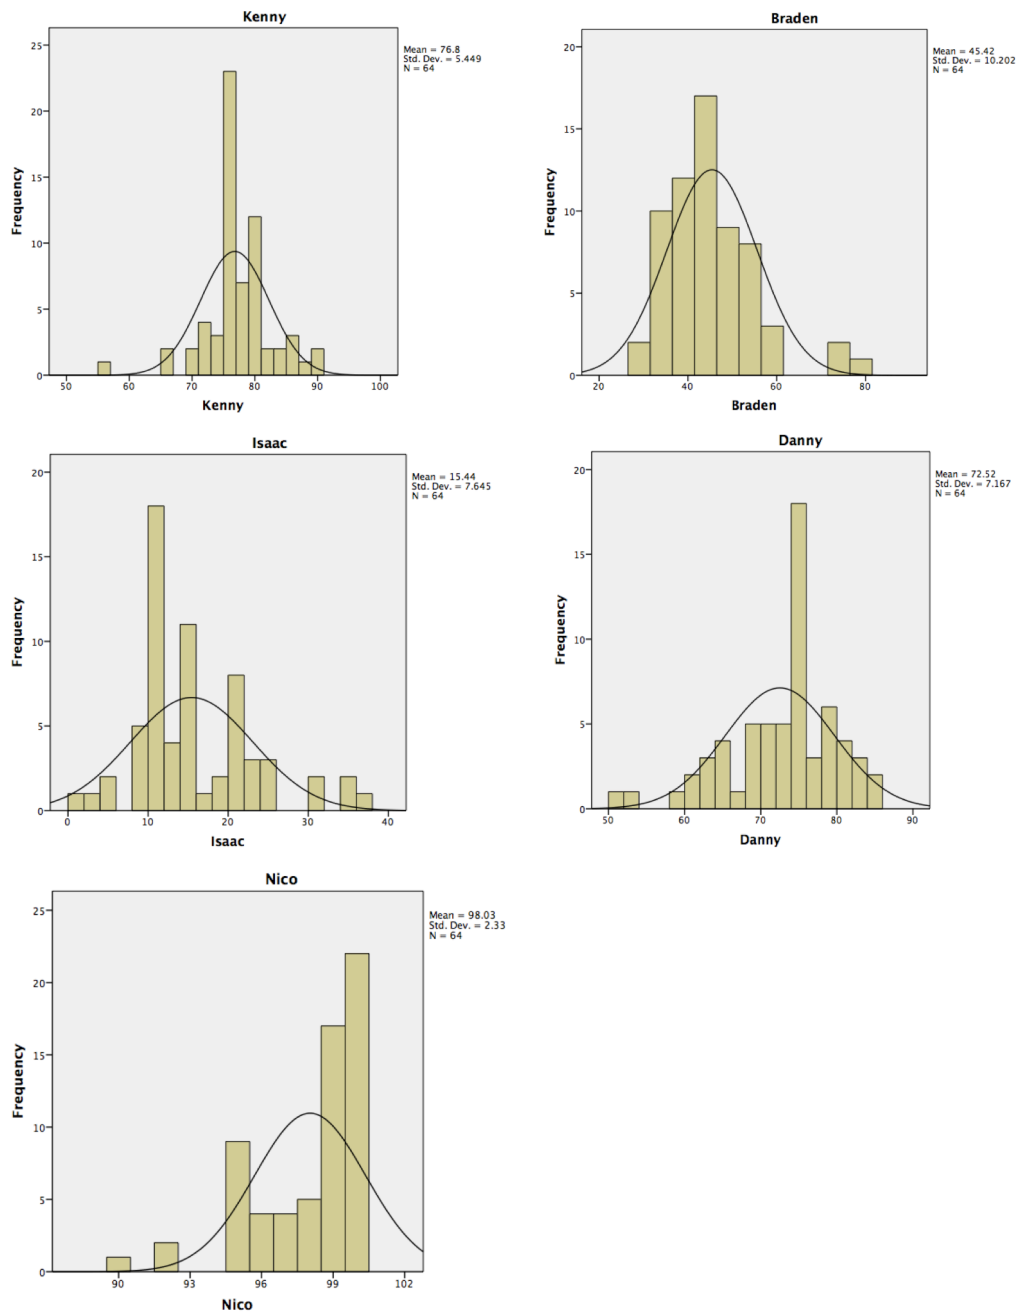 Kenny
Mean = 76.8
Std. Dev. = 5.449
N = 64
25
20
15
10
5
0
Frequency
50 60 70 80 90 100
Kenny
Braden
Mean = 45.42
Std. Dev. = 10.202
N = 64
20
15
10
5
0
Frequency
20 40 60 80
Braden
Isaac
Mean = 15.44
Std. Dev. = 7.645
N = 64
20
15
10
5
0
Frequency
0 10 20 30 40
Isaac
Danny
Mean = 72.52
Std. Dev. = 7.167
N = 64
20
15
10
5
0
Frequency
50 60 70 80 90
Danny
Nico
Mean = 98.03
Std. Dev. = 2.33
N = 64
25
20
15
10
5
0
Frequency
90 93 96 99 102
Nico